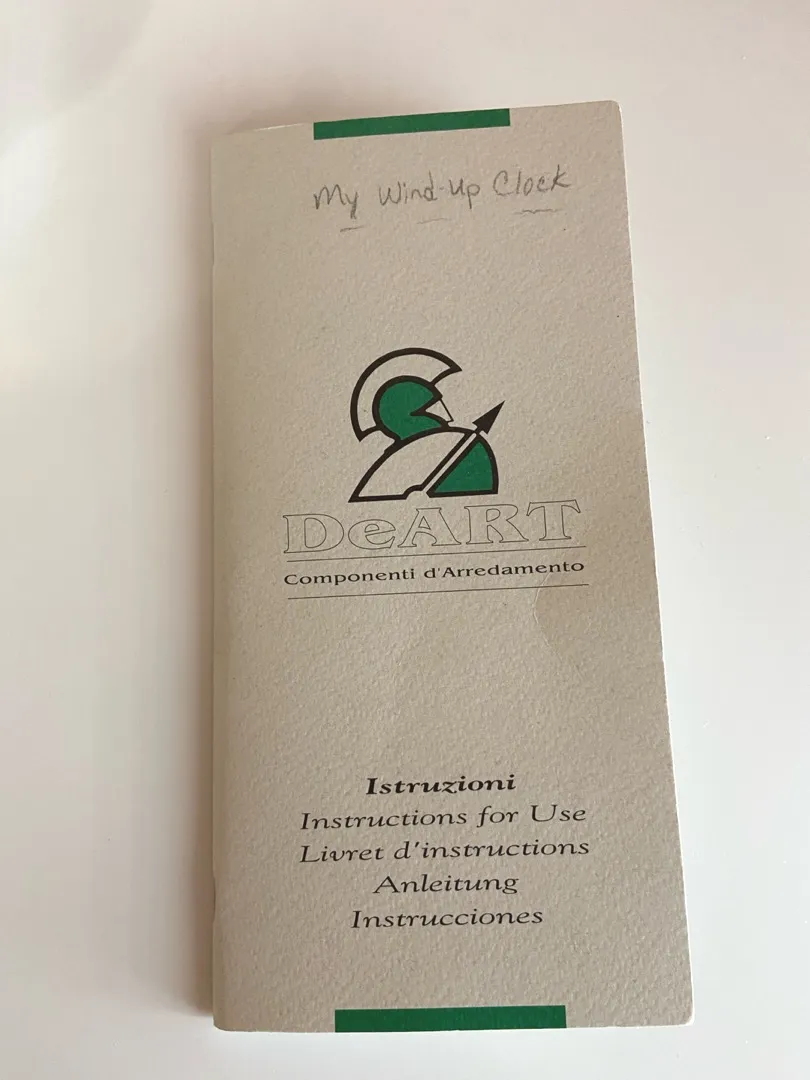 My Wind-Up Clock
DeART
Componenti d'Arredamento
Istruzioni
Instructions for Use
Livret d'instructions
Anleitung
Instrucciones